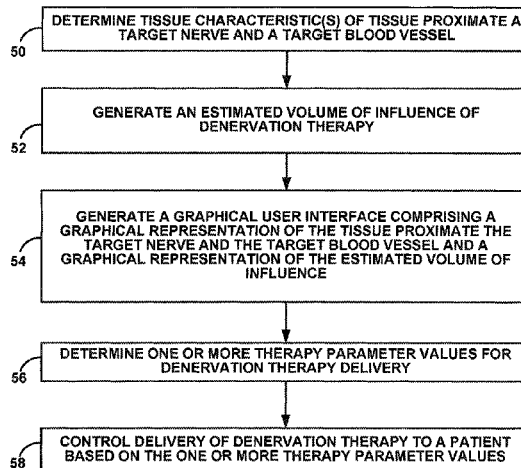 DETERMINE TISSUE CHARACTERISTIC(S) OF TISSUE PROXIMATE A
TARGET NERVE AND A TARGET BLOOD VESSEL
50
GENERATE AN ESTIMATED VOLUME OF INFLUENCE OF
DENERVATION THERAPY
52
GENERATE A GRAPHICAL USER INTERFACE COMPRISING A
GRAPHICAL REPRESENTATION OF THE TISSUE PROXIMATE
THE TARGET NERVE AND THE TARGET BLOOD VESSEL AND A
GRAPHICAL REPRESENTATION OF THE ESTIMATED VOLUME OF
INFLUENCE
54
DETERMINE ONE OR MORE THERAPY PARAMETER VALUES FOR
DENERVATION THERAPY DELIVERY
56
CONTROL DELIVERY OF DENERVATION THERAPY TO A PATIENT
BASED ON THE ONE OR MORE THERAPY PARAMETER VALUES
58